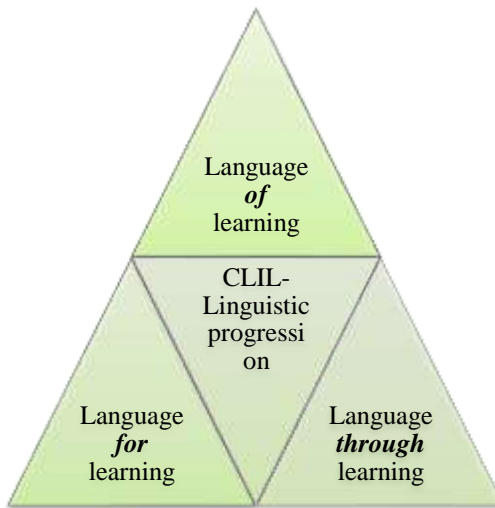 Language
of
learning
CLIL-
Linguistic
progressi
on
Language
for
learning
Language
through
learning